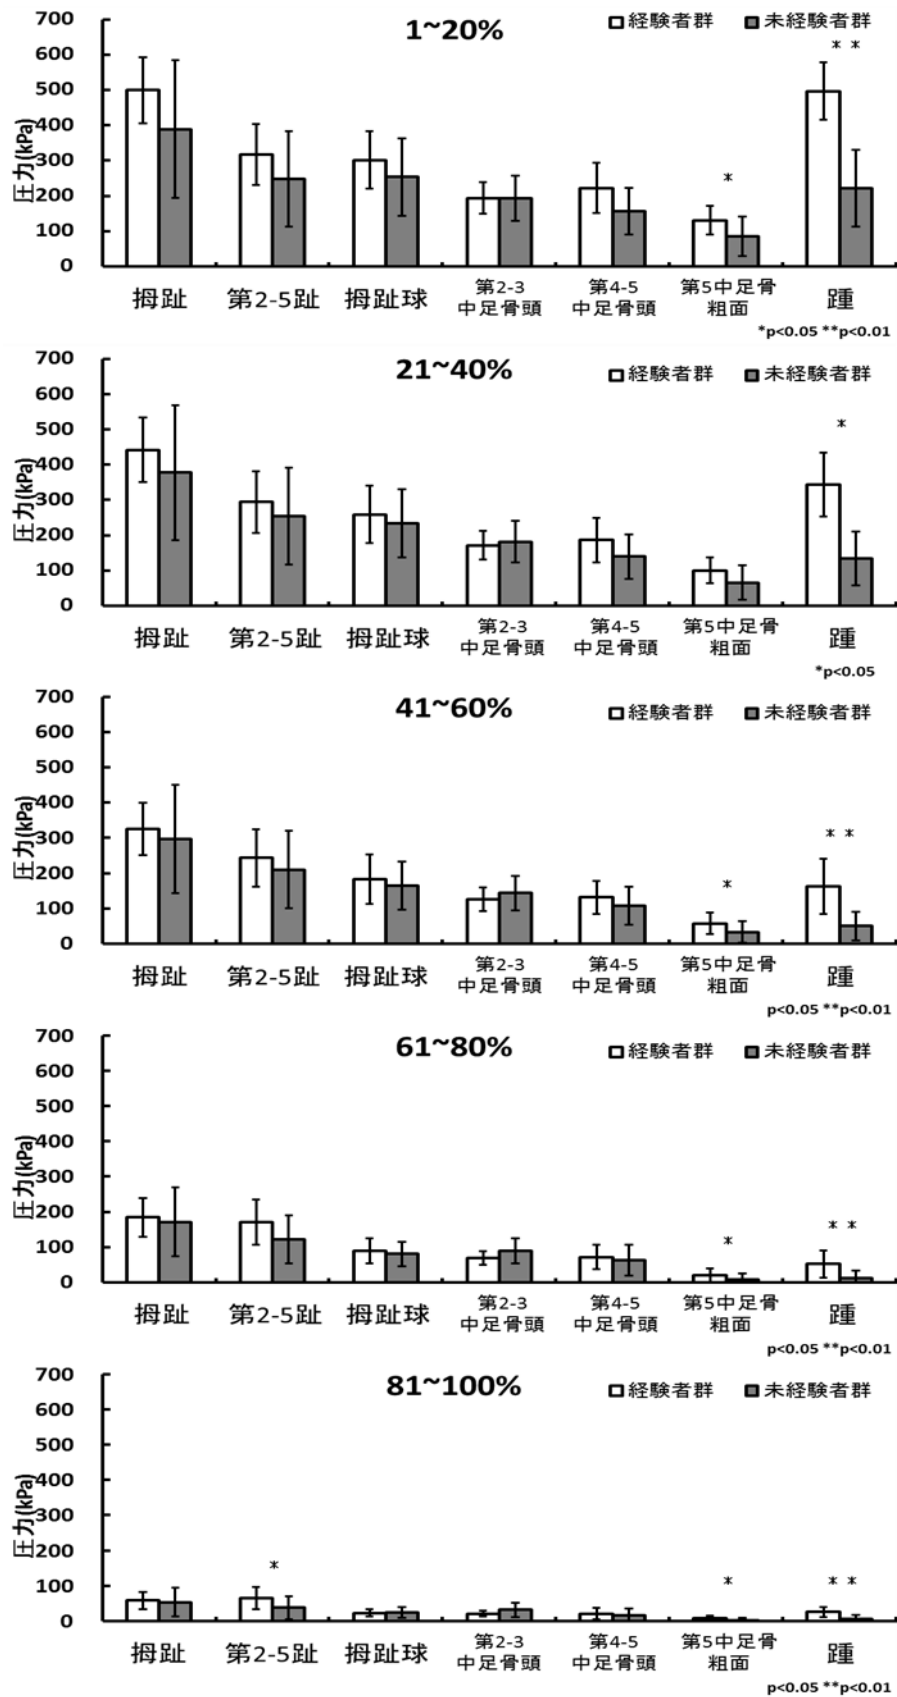 1~20%
□経験者群 ■未経験者群
圧力(kPa)
700
600
500
400
300
200
100
0
* *
*
拇趾 第2-5趾 拇趾球 第2-3 第4-5 第5中足骨 踵
中足骨頭 中足骨頭 粗面
*p<0.05 **p<0.01
21~40%
□経験者群 ■未経験者群
圧力(kPa)
700
600
500
400
300
200
100
0
*
拇趾 第2-5趾 拇趾球 第2-3 第4-5 第5中足骨 踵
中足骨頭 中足骨頭 粗面
*p<0.05
41~60%
□経験者群 ■未経験者群
圧力(kPa)
700
600
500
400
300
200
100
0
* *
*
拇趾 第2-5趾 拇趾球 第2-3 第4-5 第5中足骨 踵
中足骨頭 中足骨頭 粗面
p<0.05 **p<0.01
61~80%
□経験者群 ■未経験者群
圧力(kPa)
700
600
500
400
300
200
100
0
*
* *
拇趾 第2-5趾 拇趾球 第2-3 第4-5 第5中足骨 踵
中足骨頭 中足骨頭 粗面
p<0.05 **p<0.01
81~100%
□経験者群 ■未経験者群
圧力(kPa)
700
600
500
400
300
200
100
0
*
*
* *
拇趾 第2-5趾 拇趾球 第2-3 第4-5 第5中足骨 踵
中足骨頭 中足骨頭 粗面
p<0.05 **p<0.01